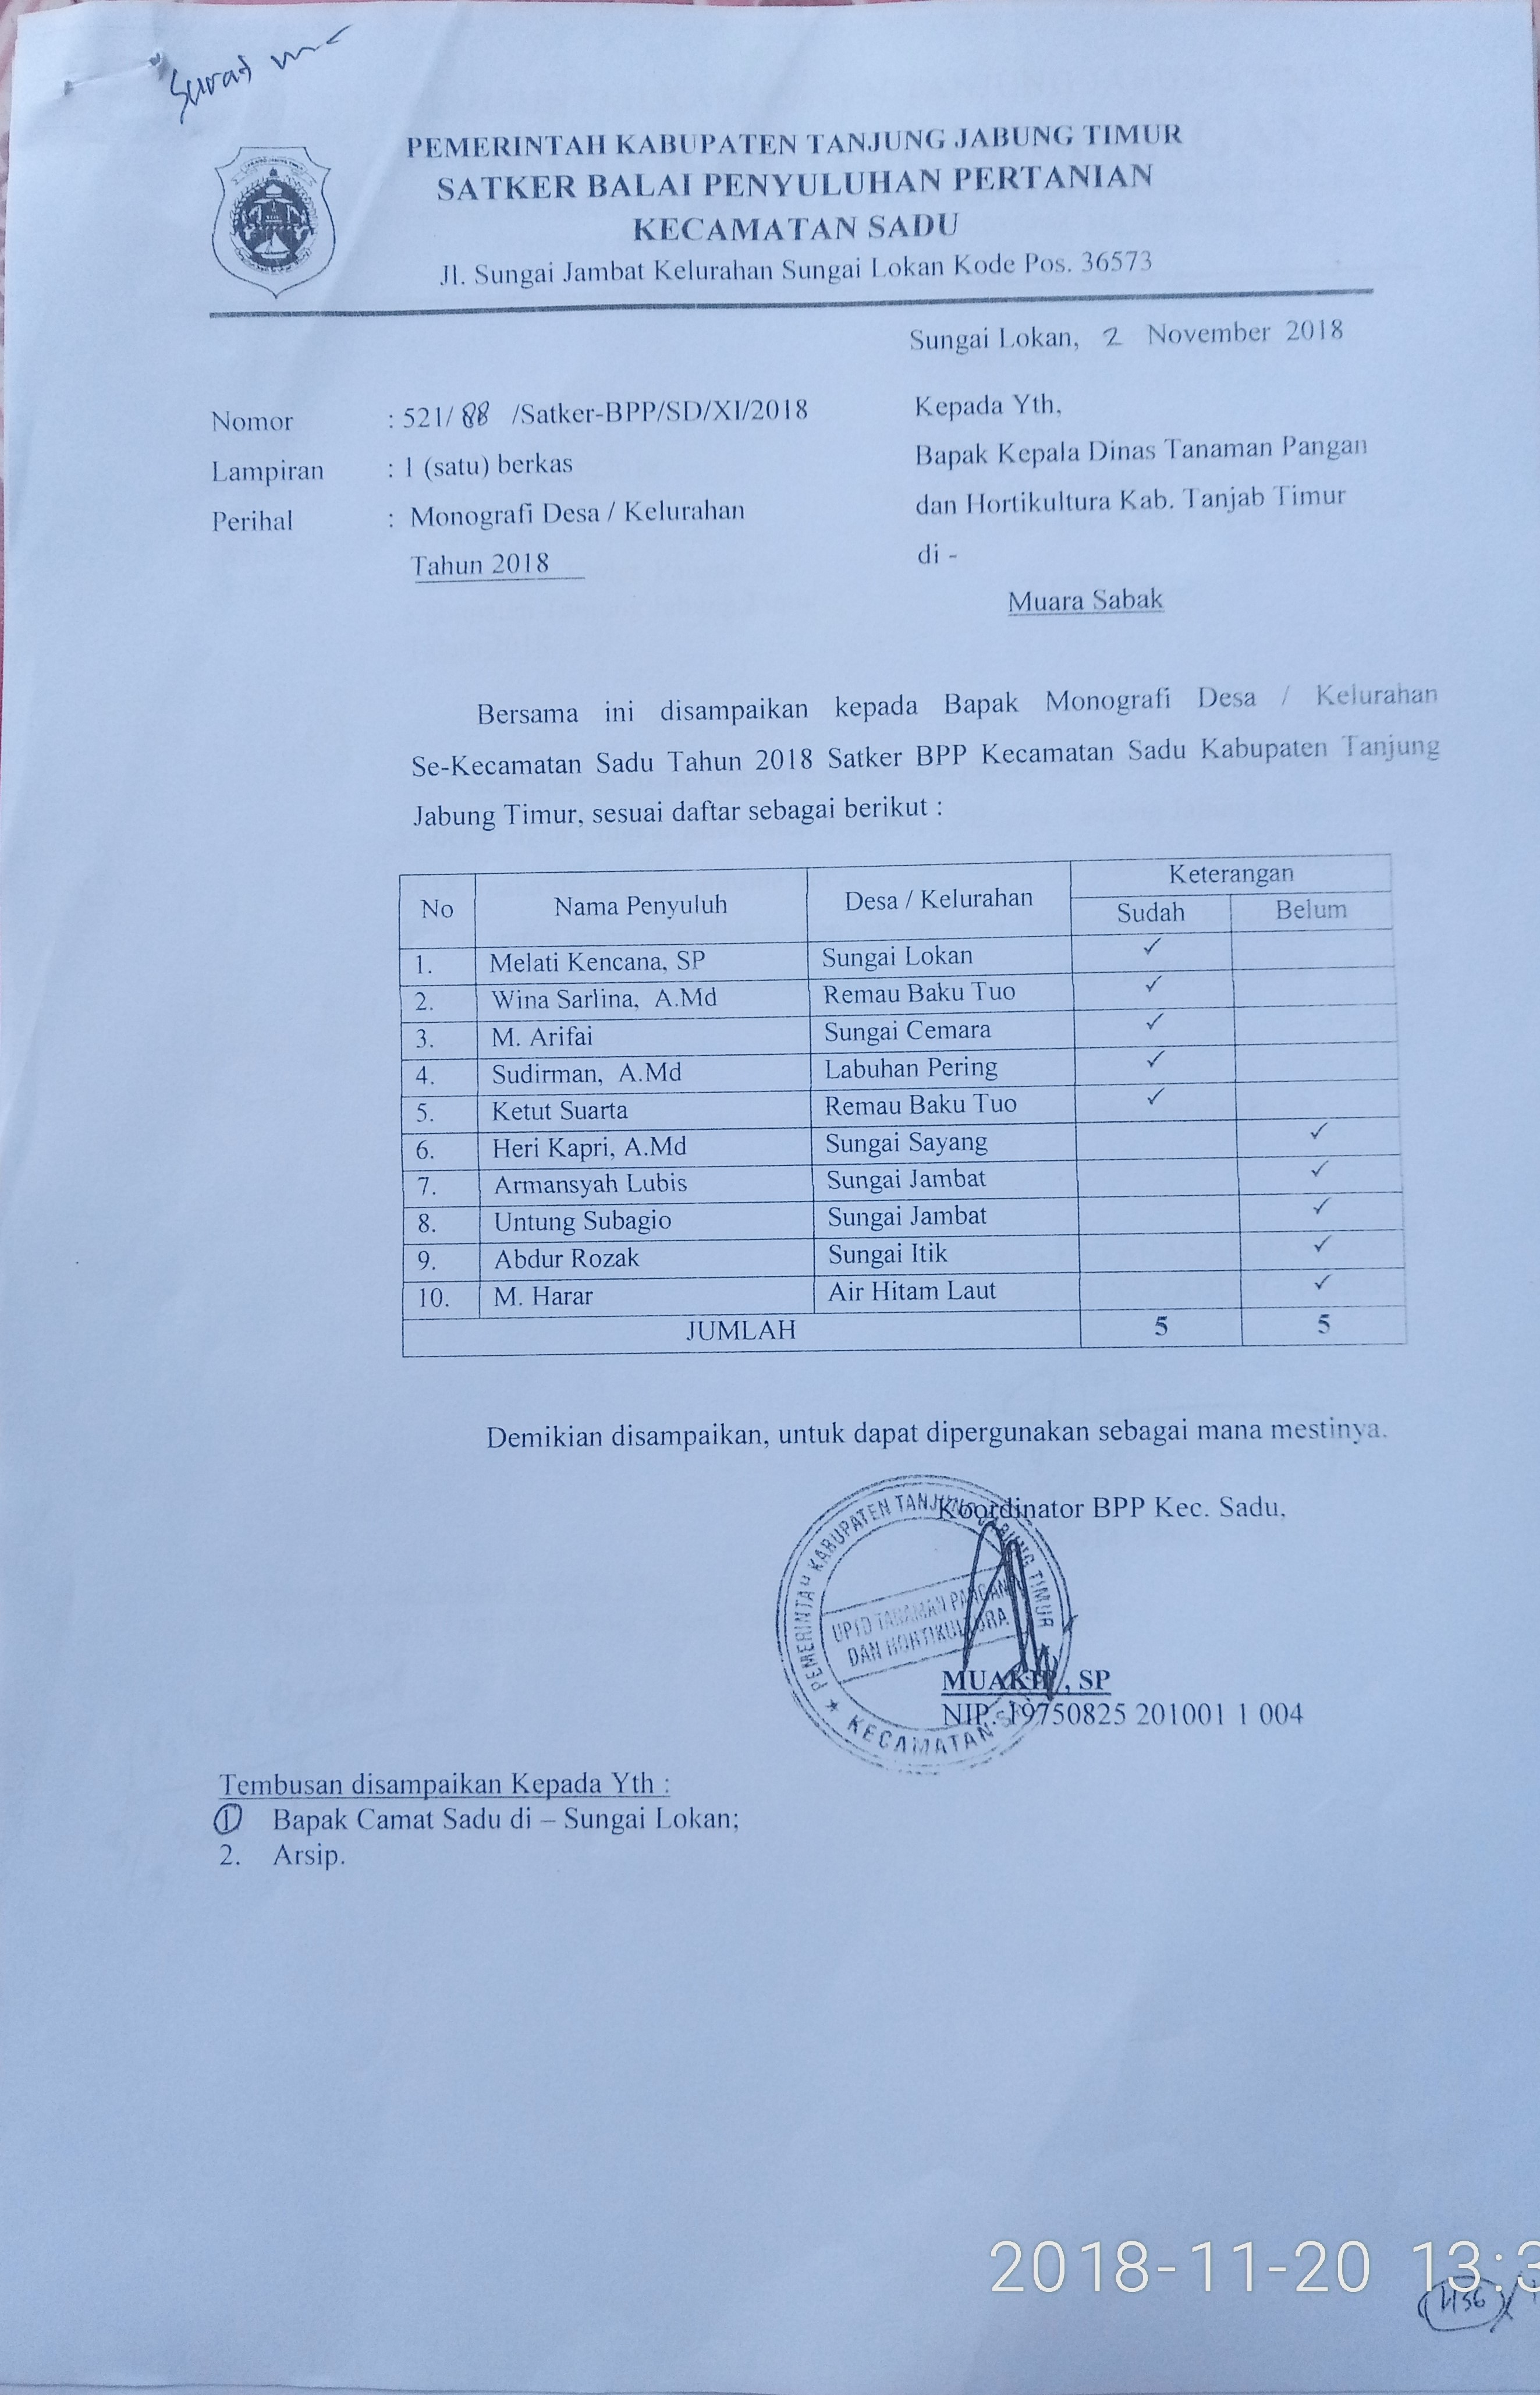 Surat
PEMERINTAH KABUPATEN TANJUNG JABUNG TIMUR
SATKER BALAI PENYULUHAN PERTANIAN
KECAMATAN SADU
Jl. Sungai Jambat Kelurahan Sungai Lokan Kode Pos. 36573
Sungai Lokan, 2 November 2018
Nomor : 521/ 88 /Satker-BPP/SD/XI/2018
Lampiran : 1 (satu) berkas
Perihal : Monografi Desa / Kelurahan
Tahun 2018
Kepada Yth,
Bapak Kepala Dinas Tanaman Pangan
dan Hortikultura Kab. Tanjab Timur
di -
Muara Sabak
Bersama ini disampaikan kepada Bapak Monografi Desa / Kelurahan
Se-Kecamatan Sadu Tahun 2018 Satker BPP Kecamatan Sadu Kabupaten Tanjung
Jabung Timur, sesuai daftar sebagai berikut :
No Nama Penyuluh Desa / Kelurahan Keterangan
Sudah Belum
1. Melati Kencana, SP Sungai Lokan ✓
2. Wina Sarlina, A.Md Remau Baku Tuo ✓
3. M. Arifai Sungai Cemara ✓
4. Sudirman, A.Md Labuhan Pering ✓
5. Ketut Suarta Remau Baku Tuo ✓
6. Heri Kapri, A.Md Sungai Sayang ✓
7. Armansyah Lubis Sungai Jambat ✓
8. Untung Subagio Sungai Jambat ✓
9. Abdur Rozak Sungai Itik ✓
10. M. Harar Air Hitam Laut ✓
JUMLAH 5 5
Demikian disampaikan, untuk dapat dipergunakan sebagai mana mestinya.
Koordinator BPP Kec. Sadu,
PEMERINTAH KABUPATEN TANJUNG JABUNG TIMUR
UPTD TANAMAN PANGAN
DAN HORTIKULTURA
KECAMATAN
, SP
NIP. 19750825 201001 1 004
Tembusan disampaikan Kepada Yth :
1 Bapak Camat Sadu di – Sungai Lokan;
2. Arsip.
2018-11-20 13:3
456